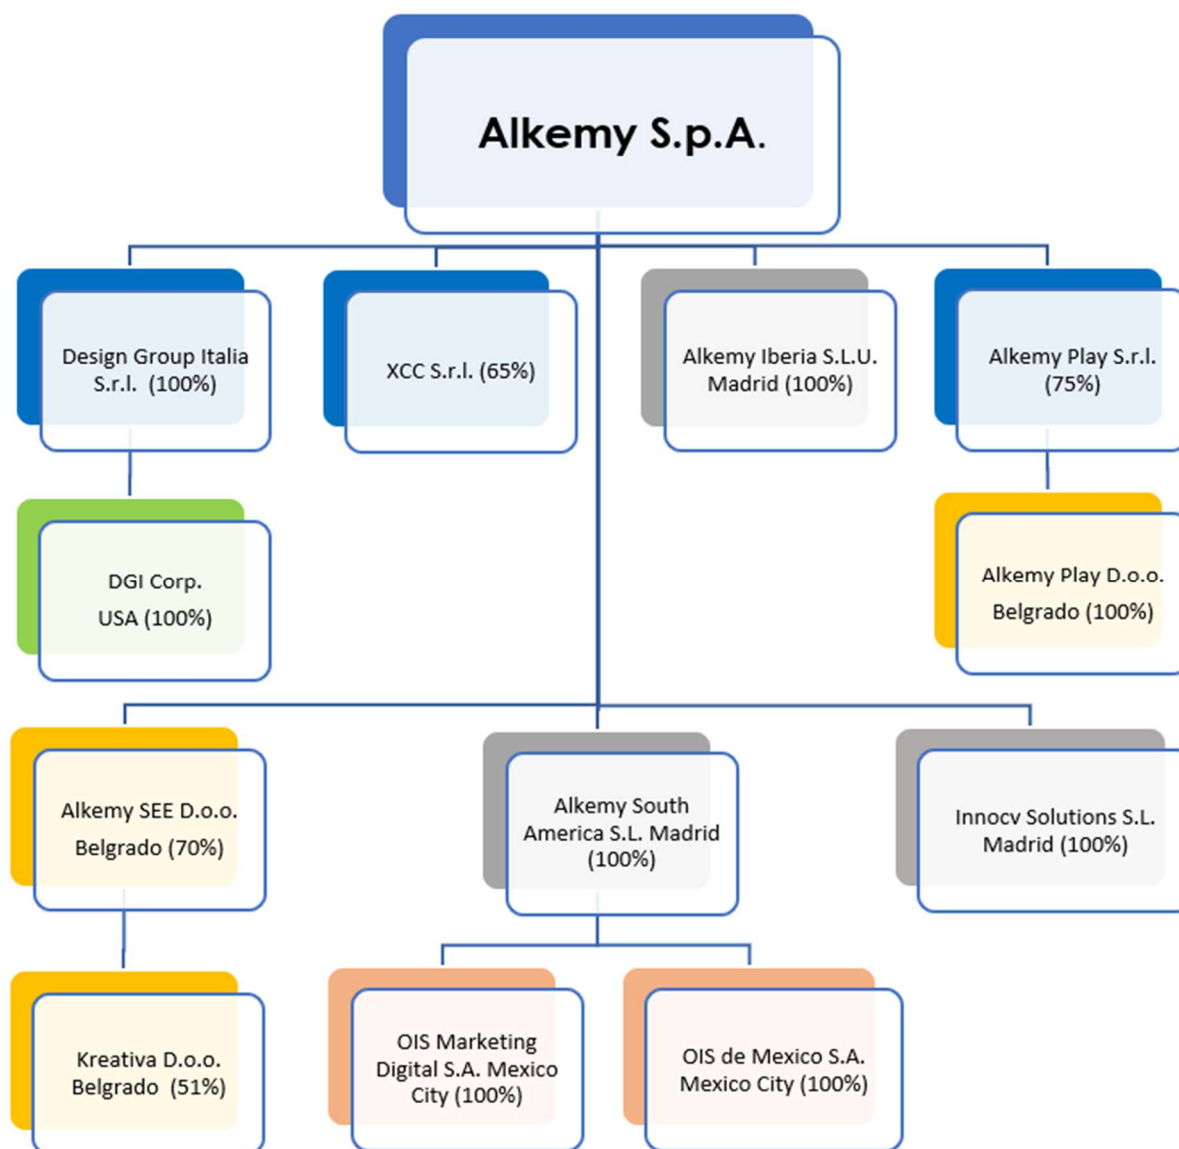 Alkemy S.p.A.
Design Group Italia
S.r.l. (100%)
XCC S.r.l. (65%)
Alkemy Iberia S.L.U.
Madrid (100%)
Alkemy Play S.r.l.
(75%)
DGI Corp.
USA (100%)
Alkemy Play D.o.o.
Belgrado (100%)
Alkemy SEE D.o.o.
Belgrado (70%)
Alkemy South
America S.L. Madrid
(100%)
Innocv Solutions S.L.
Madrid (100%)
Kreativa D.o.o.
Belgrado (51%)
OIS Marketing
Digital S.A. Mexico
City (100%)
OIS de Mexico S.A.
Mexico City (100%)